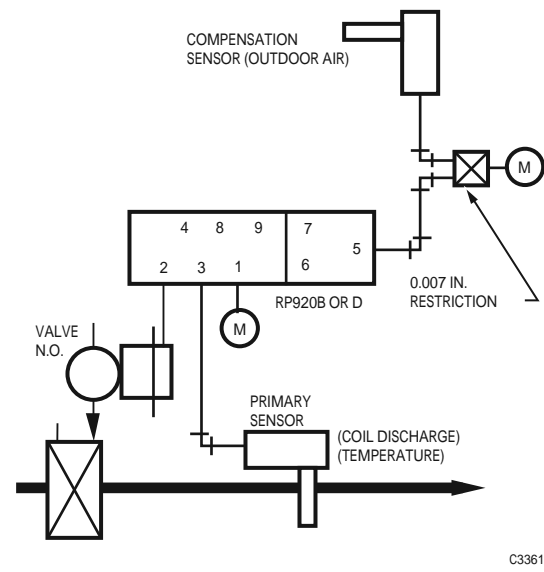 COMPENSATION
SENSOR (OUTDOOR AIR)
M
4 8 9 7
5
2 3 1 6
0.007 IN.
RESTRICTION
RP920B OR D
M
VALVE
N.O.
PRIMARY
SENSOR
(COIL DISCHARGE)
(TEMPERATURE)
C3361